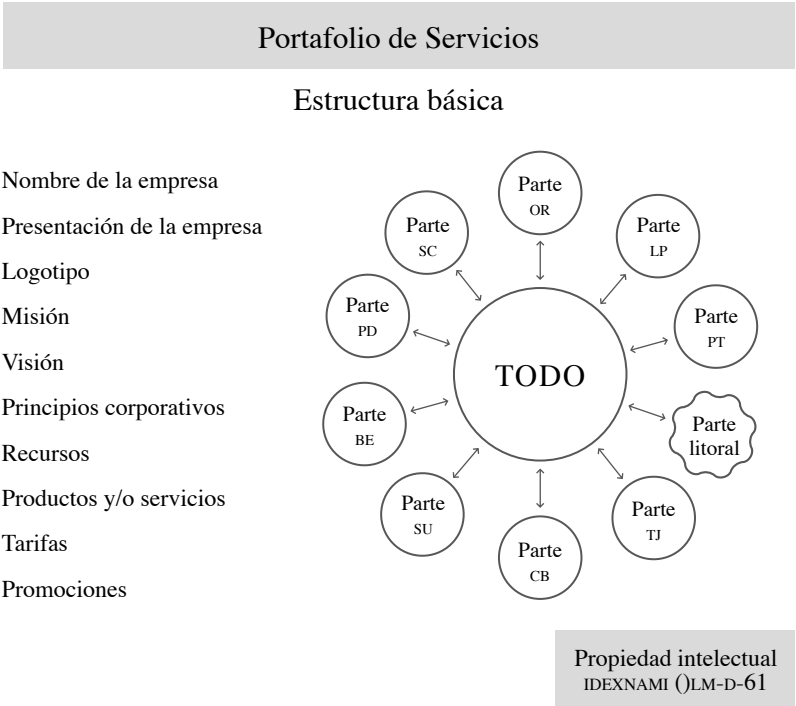 Portafolio de Servicios
Estructura básica
Nombre de la empresa
Presentación de la empresa
Logotipo
Misión
Visión
Principios corporativos
Recursos
Productos y/o servicios
Tarifas
Promociones
Parte
OR
Parte
LP
Parte
PT
Parte
litoral
Parte
TJ
Parte
CB
Parte
SU
Parte
BE
Parte
PD
Parte
SC
TODO
Propiedad intelectual
IDEXNAMI ()LM-D-61